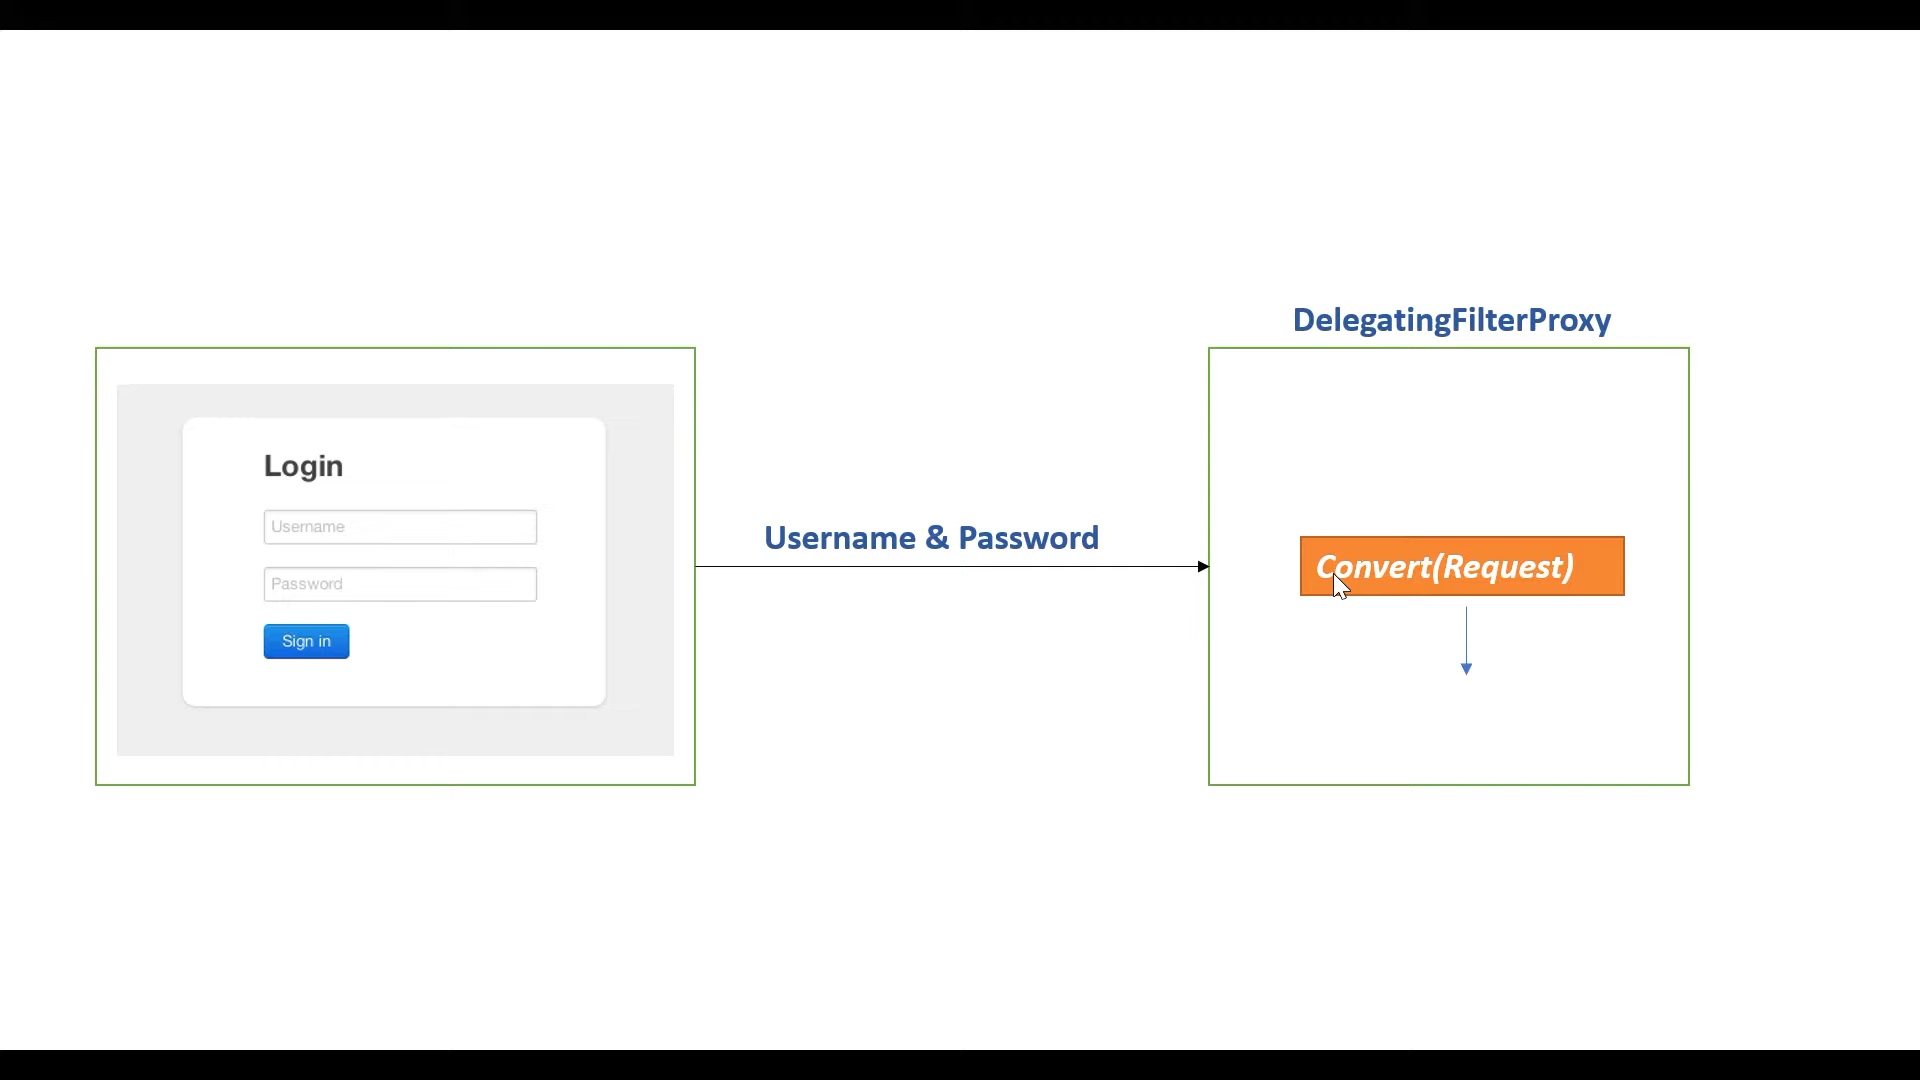 DelegatingFilterProxy
Login
Username
Password
Sign in
Username & Password
Convert(Request)